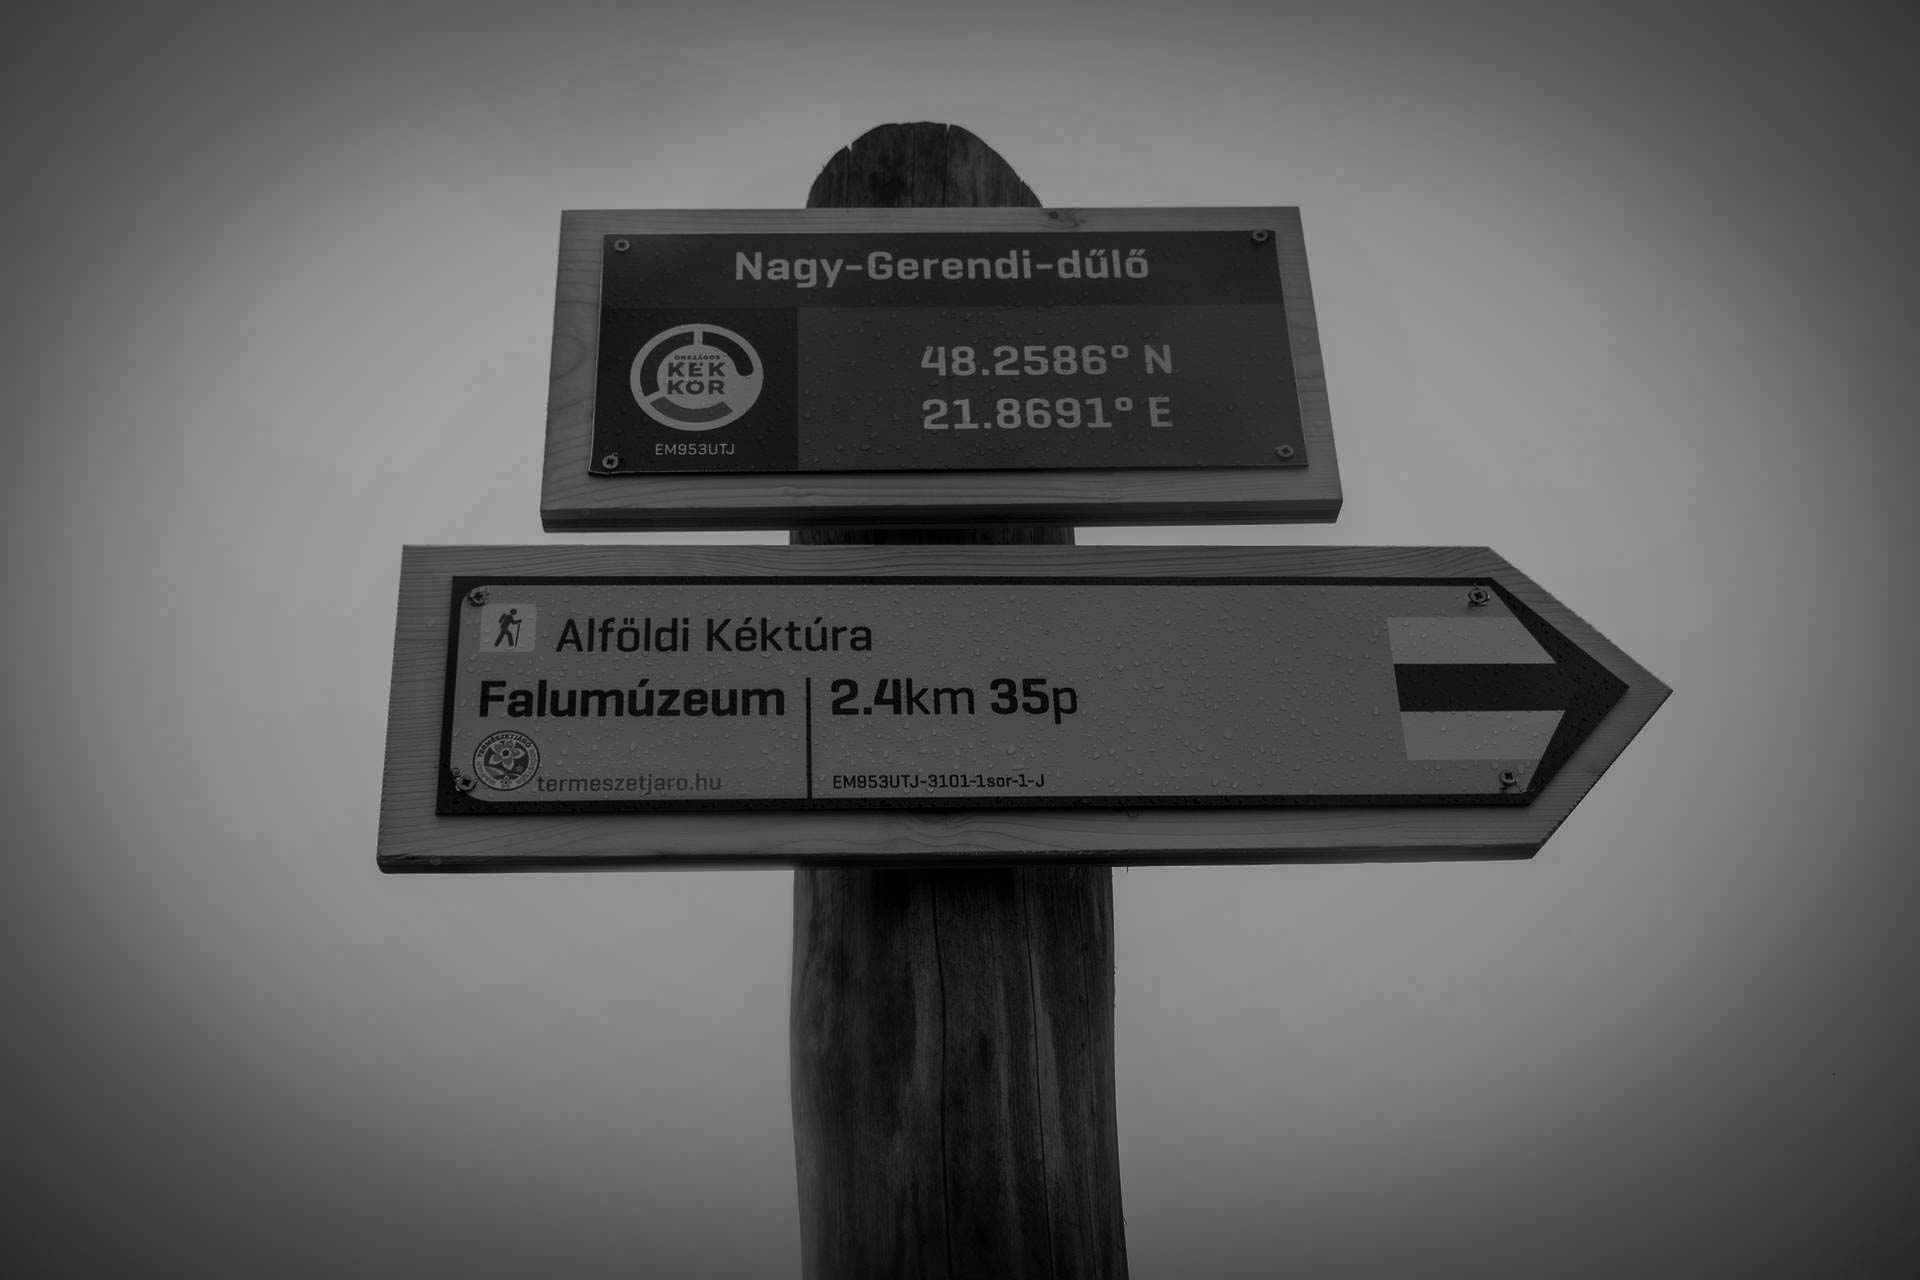 Nagy-Gerendi-dűlő
ORSZÁGOS
KÉK
KÖR
EM953UTJ
48.2586° N
21.8691° E
Alföldi Kéktúra
Falumúzeum
2.4km 35p
TERMÉSZETJÁRÓ
termeszetjaro.hu
EM953UTJ-3101-1sor-1-J